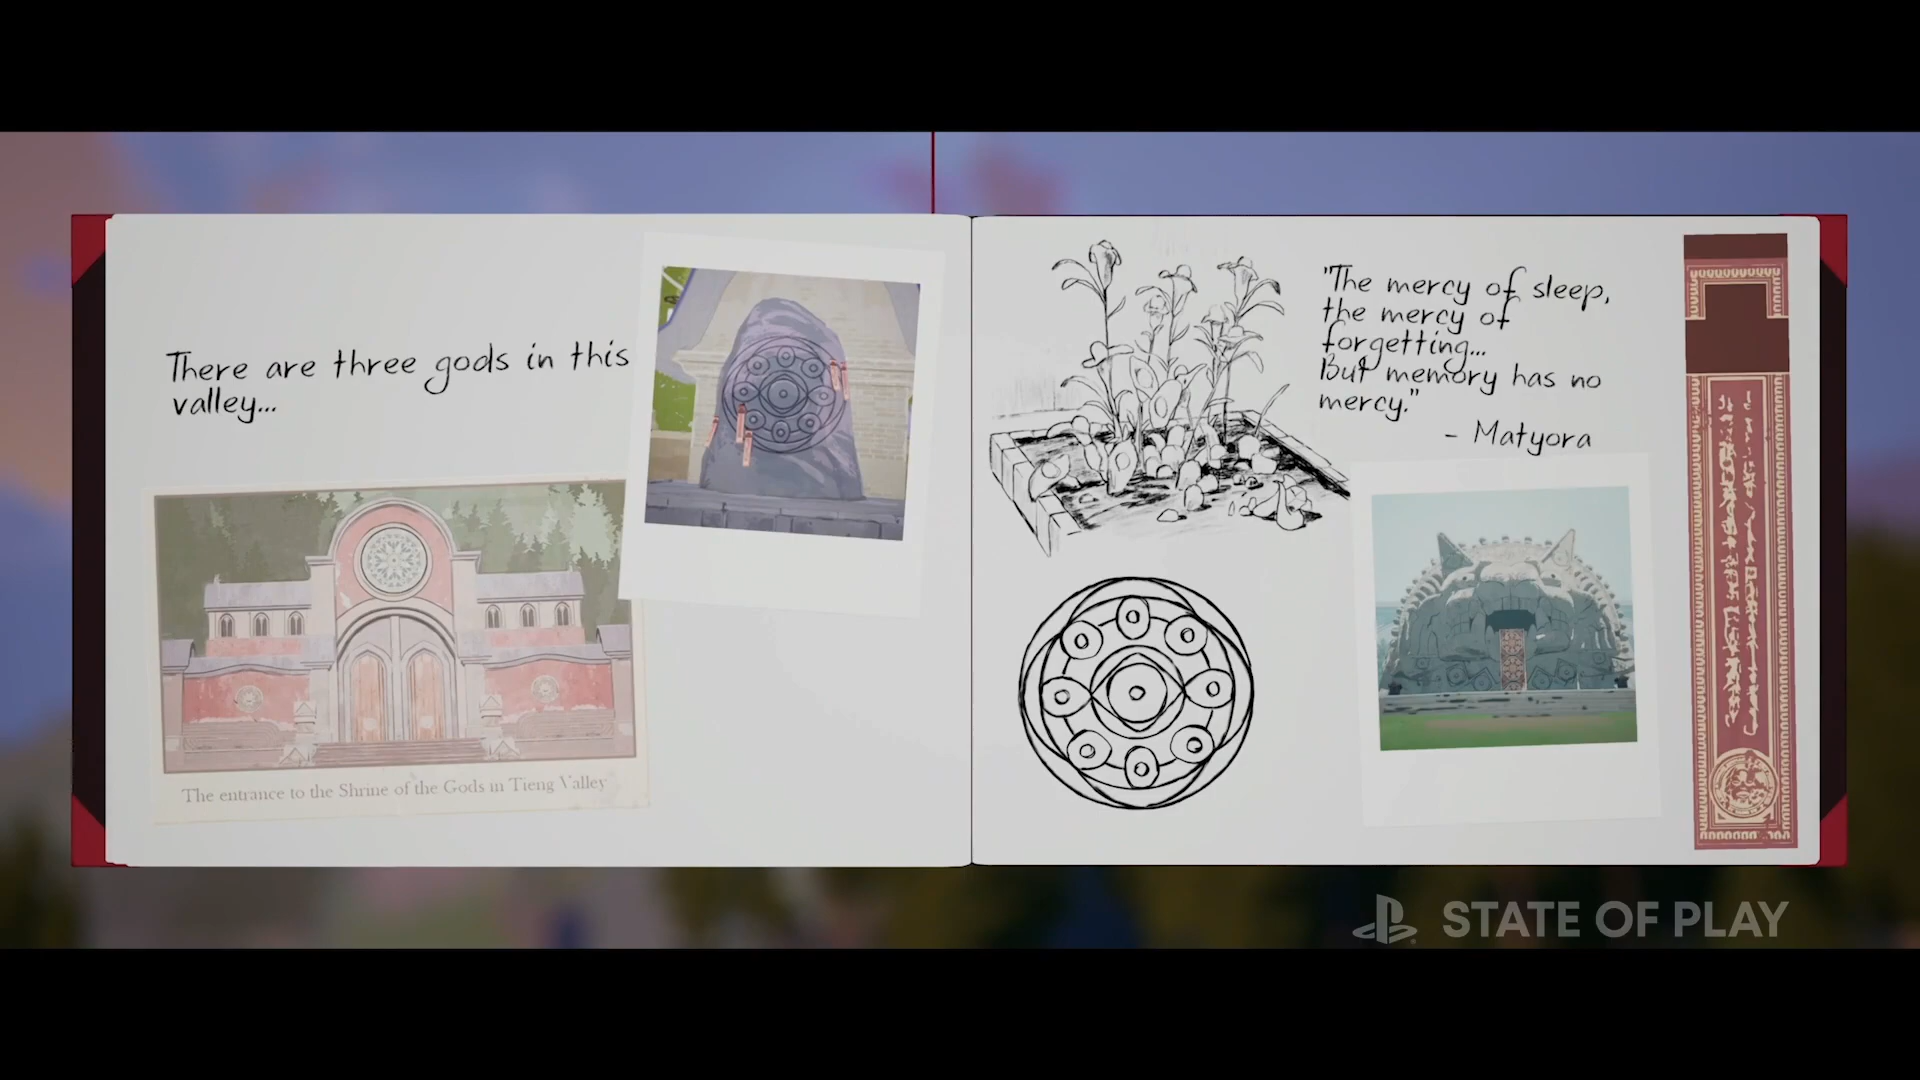 There are three gods in this
valley...
The entrance to the Shrine of the Gods in Tieng Valley
"The mercy of sleep,
the mercy of
forgetting...
But memory has no
mercy."
- Matyora
STATE OF PLAY